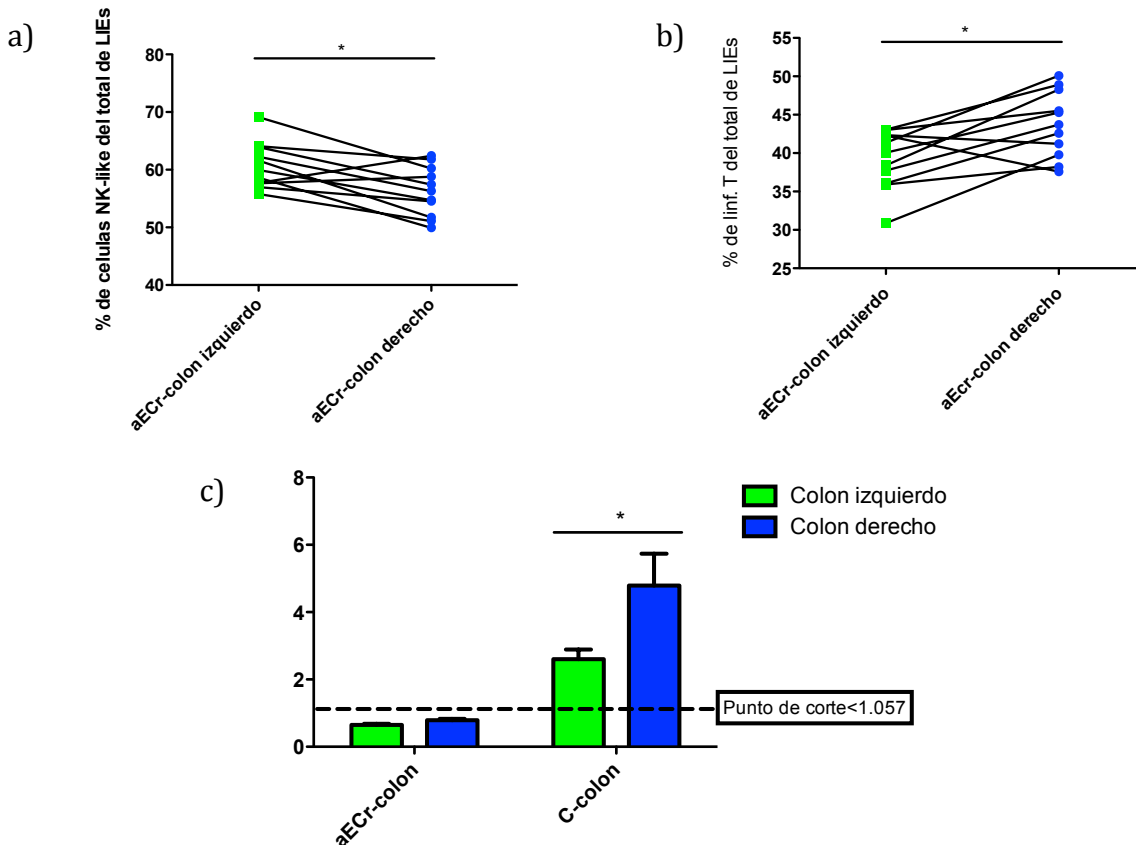 a)
% de celulas NK-like del total de LIEs
80
70
60
50
40
*
aECr-colon izquierdo
aECr-colon derecho
b)
% de linf. T del total de LIEs
55
50
45
40
35
30
25
*
aECr-colon izquierdo
aECr-colon derecho
c)
8
6
4
2
0
*
Colon izquierdo
Colon derecho
Punto de corte<1.057
aECr-colon
C-colon